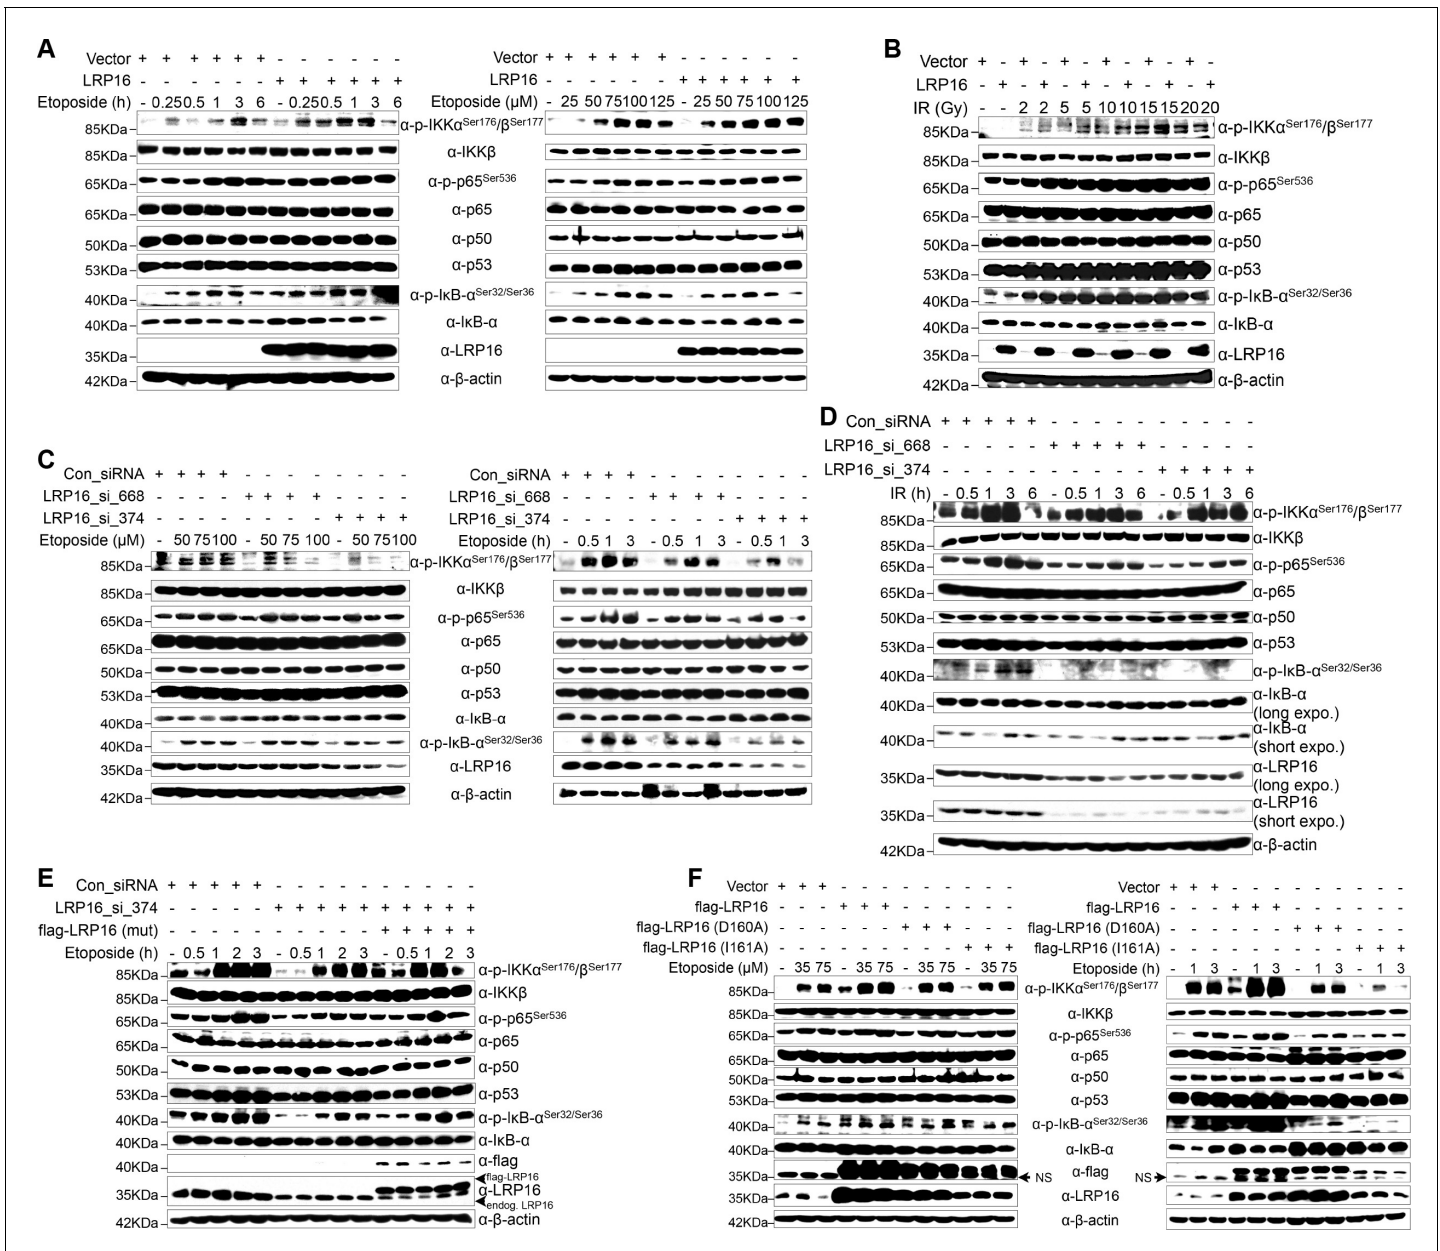 A
Vector + + + + + + - - - - - -
LRP16 - - - - - - + + + + + +
Etoposide (h) - 0.25 0.5 1 3 6 - 0.25 0.5 1 3 6
Vector + + + + + + - - - - - -
LRP16 - - - - - - + + + + + +
Etoposide (μM) - 25 50 75 100 125 - 25 50 75 100 125
85KDa α-p-IKKα^Ser176/β^Ser177
85KDa α-IKKβ
65KDa α-p-p65^Ser536
65KDa α-p65
50KDa α-p50
53KDa α-p53
40KDa α-p-IκB-α^Ser32/Ser36
40KDa α-IκB-α
35KDa α-LRP16
42KDa α-β-actin
B
Vector + - + - + - + - + - + -
LRP16 - + - + - + - + - + - +
IR (Gy) - - 2 2 5 5 10 10 15 15 20 20
85KDa α-p-IKKα^Ser176/β^Ser177
85KDa α-IKKβ
65KDa α-p-p65^Ser536
65KDa α-p65
50KDa α-p50
53KDa α-p53
40KDa α-p-IκB-α^Ser32/Ser36
40KDa α-IκB-α
35KDa α-LRP16
42KDa α-β-actin
C
Con_siRNA + + + + - - - - - - - -
LRP16_si_668 - - - - + + + + - - - -
LRP16_si_374 - - - - - - - - + + + +
Etoposide (μM) - 50 75 100 - 50 75 100 - 50 75 100
Con_siRNA + + + + - - - - - - - -
LRP16_si_668 - - - - + + + + - - - -
LRP16_si_374 - - - - - - - - + + + +
Etoposide (h) - 0.5 1 3 - 0.5 1 3 - 0.5 1 3
85KDa α-p-IKKα^Ser176/β^Ser177
85KDa α-IKKβ
65KDa α-p-p65^Ser536
65KDa α-p65
50KDa α-p50
53KDa α-p53
40KDa α-IκB-α
40KDa α-p-IκB-α^Ser32/Ser36
35KDa α-LRP16
42KDa α-β-actin
D
Con_siRNA + + + + + - - - - - - - - - -
LRP16_si_668 - - - - - + + + + + - - - - -
LRP16_si_374 - - - - - - - - - - + + + + +
IR (h) - 0.5 1 3 6 - 0.5 1 3 6 - 0.5 1 3 6
85KDa α-p-IKKα^Ser176/β^Ser177
85KDa α-IKKβ
65KDa α-p-p65^Ser536
65KDa α-p65
50KDa α-p50
53KDa α-p53
40KDa α-p-IκB-α^Ser32/Ser36
40KDa α-IκB-α
(long expo.)
40KDa α-IκB-α
(short expo.)
35KDa α-LRP16
(long expo.)
35KDa α-LRP16
(short expo.)
42KDa α-β-actin
E
Con_siRNA + + + + + - - - - - - - - - -
LRP16_si_374 - - - - - + + + + + + + + + +
flag-LRP16 (mut) - - - - - - - - - - + + + + +
Etoposide (h) - 0.5 1 2 3 - 0.5 1 2 3 - 0.5 1 2 3
85KDa α-p-IKKα^Ser176/β^Ser177
85KDa α-IKKβ
65KDa α-p-p65^Ser536
65KDa α-p65
50KDa α-p50
53KDa α-p53
40KDa α-p-IκB-α^Ser32/Ser36
40KDa α-IκB-α
40KDa α-flag
flag-LRP16
35KDa α-LRP16
endog. LRP16
42KDa α-β-actin
F
Vector + + + - - - - - - - - -
flag-LRP16 - - - + + + - - - - - -
flag-LRP16 (D160A) - - - - - - + + + - - -
flag-LRP16 (I161A) - - - - - - - - - + + +
Etoposide (μM) - 35 75 - 35 75 - 35 75 - 35 75
Vector + + + - - - - - - - - -
flag-LRP16 - - - + + + - - - - - -
flag-LRP16 (D160A) - - - - - - + + + - - -
flag-LRP16 (I161A) - - - - - - - - - + + +
Etoposide (h) - 1 3 - 1 3 - 1 3 - 1 3
85KDa α-p-IKKα^Ser176/β^Ser177
85KDa α-IKKβ
65KDa α-p-p65^Ser536
65KDa α-p65
50KDa α-p50
53KDa α-p53
40KDa α-p-IκB-α^Ser32/Ser36
40KDa α-IκB-α
35KDa NS α-flag NS
35KDa α-LRP16
42KDa α-β-actin